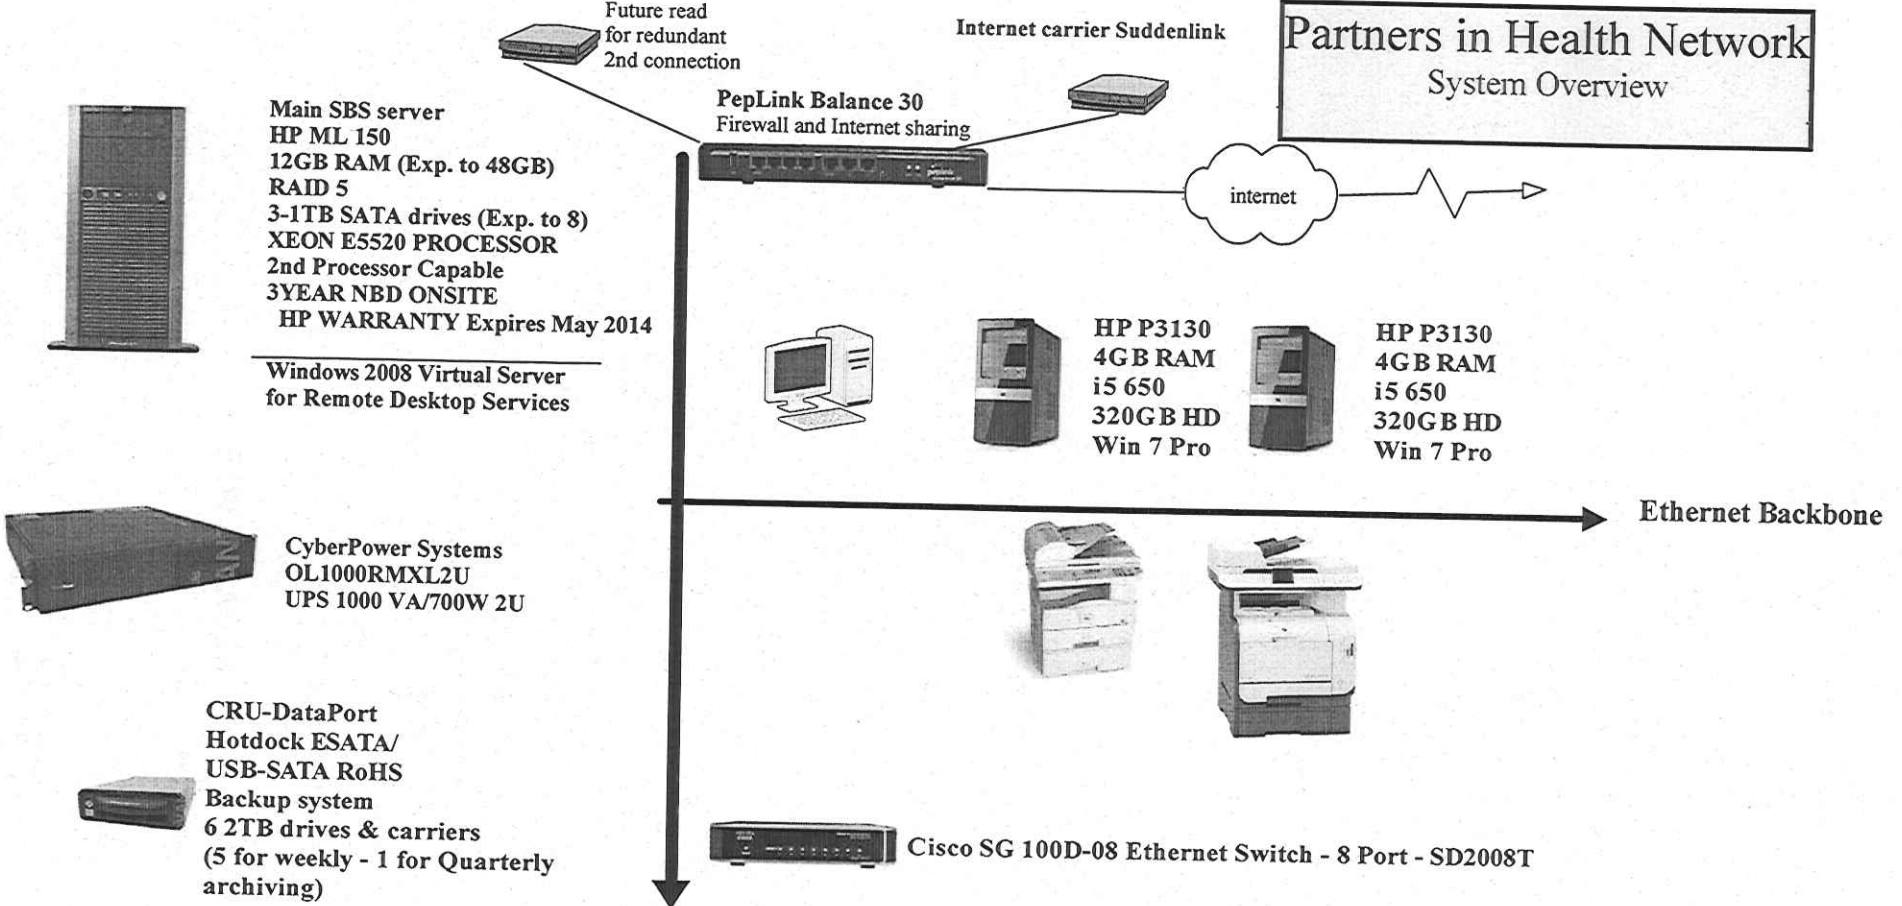 Future read
for redundant
2nd connection
Internet carrier Suddenlink
Partners in Health Network
System Overview
PepLink Balance 30
Firewall and Internet sharing
peplink
internet
Main SBS server
HP ML 150
12GB RAM (Exp. to 48GB)
RAID 5
3-1TB SATA drives (Exp. to 8)
XEON E5520 PROCESSOR
2nd Processor Capable
3YEAR NBD ONSITE
HP WARRANTY Expires May 2014
Windows 2008 Virtual Server
for Remote Desktop Services
HP P3130
4GB RAM
i5 650
320GB HD
Win 7 Pro
HP P3130
4GB RAM
i5 650
320GB HD
Win 7 Pro
Ethernet Backbone
CyberPower Systems
OL1000RMXL2U
UPS 1000 VA/700W 2U
CRU-DataPort
Hotdock ESATA/
USB-SATA RoHS
Backup system
6 2TB drives & carriers
(5 for weekly - 1 for Quarterly
archiving)
Cisco SG 100D-08 Ethernet Switch - 8 Port - SD2008T